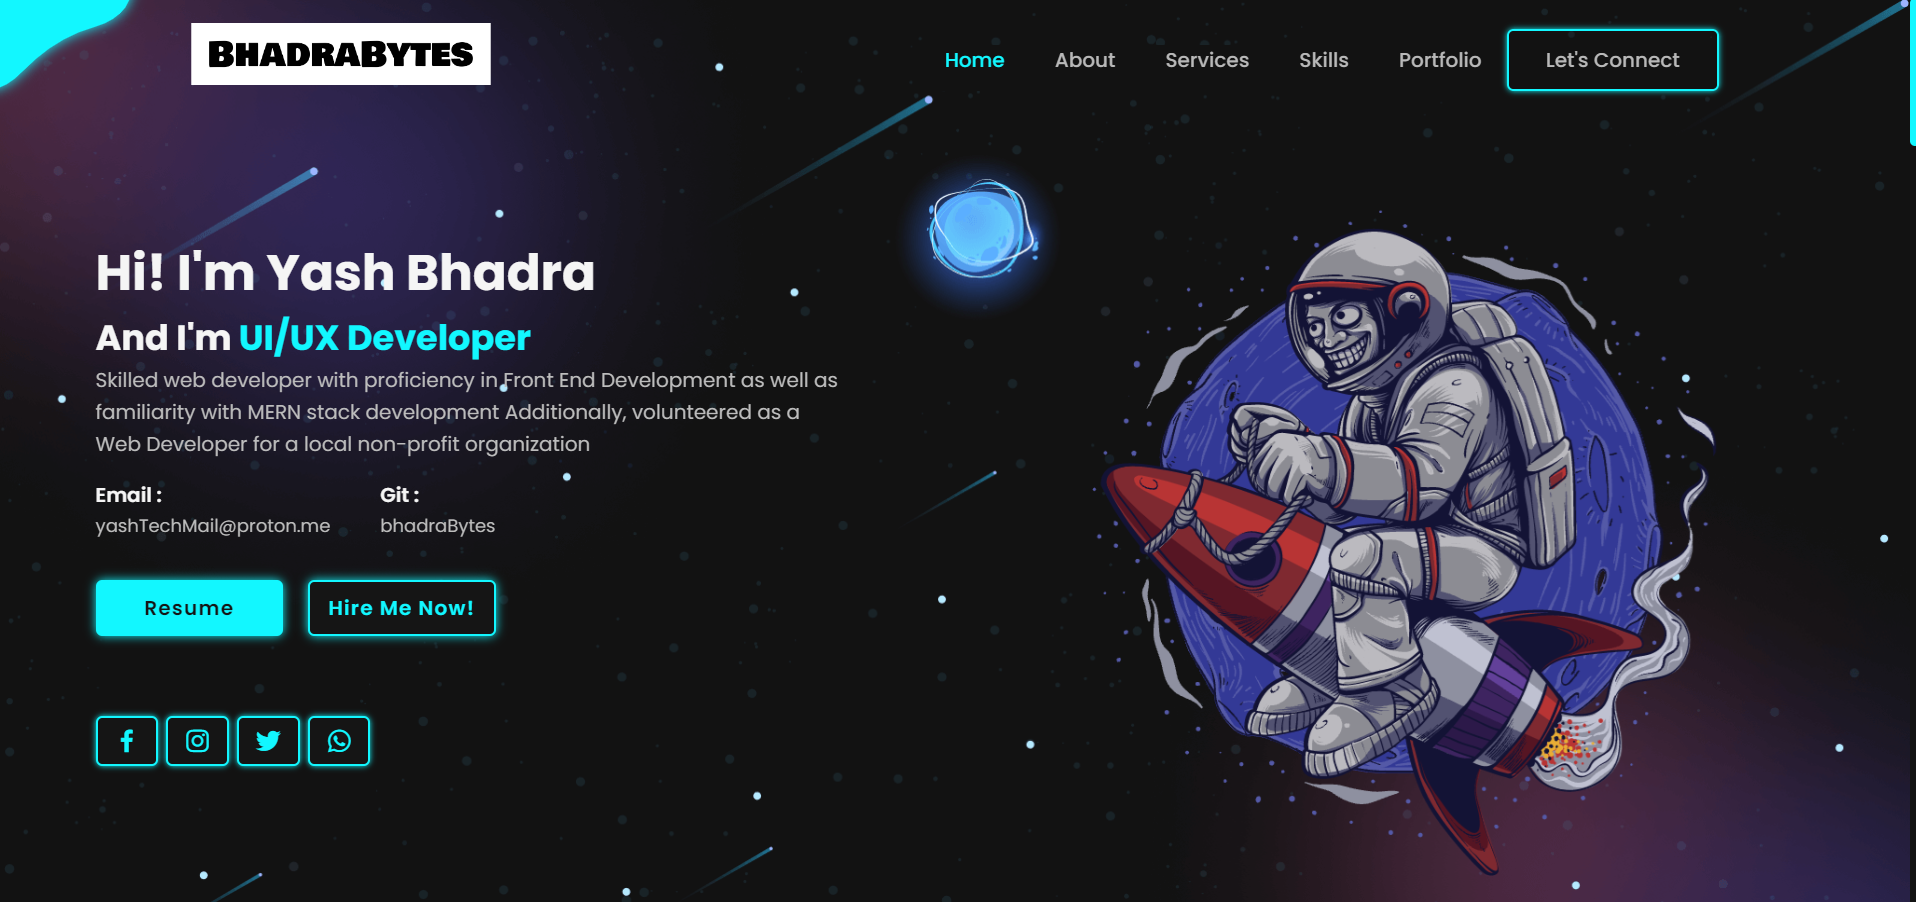 BHADRABYTES
Home About Services Skills Portfolio Let's Connect
Hi! I'm Yash Bhadra
And I'm UI/UX Developer
Skilled web developer with proficiency in Front End Development as well as
familiarity with MERN stack development Additionally, volunteered as a
Web Developer for a local non-profit organization
Email :
yashTechMail@proton.me
Git :
bhadraBytes
Resume
Hire Me Now!